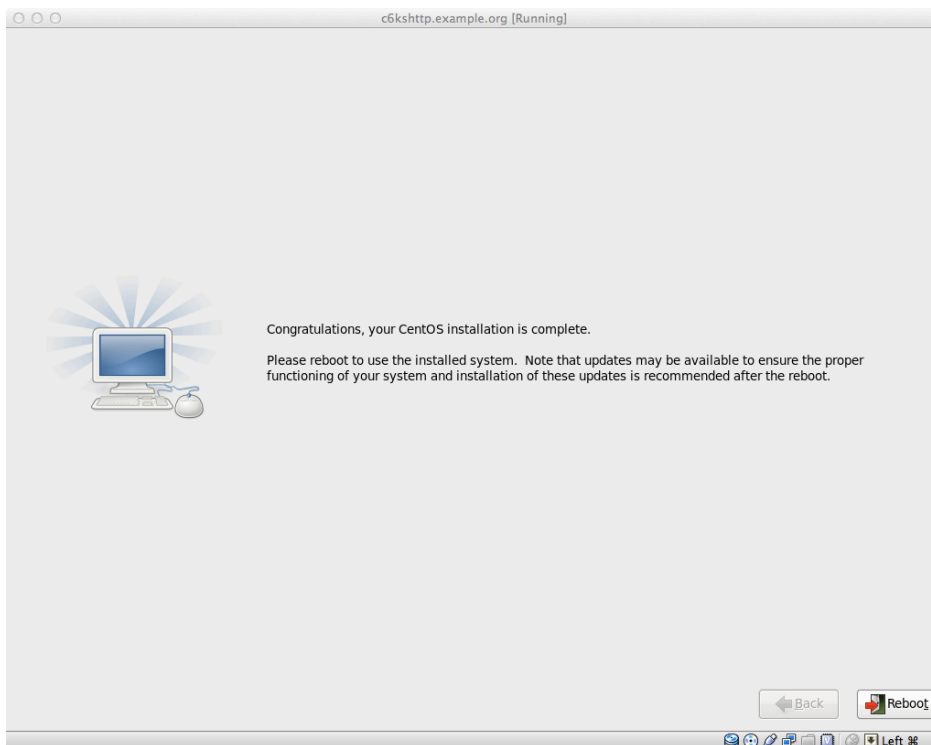 c6kshttp.example.org [Running]
Congratulations, your CentOS installation is complete.
Please reboot to use the installed system. Note that updates may be available to ensure the proper
functioning of your system and installation of these updates is recommended after the reboot.
Back
Reboot
Left ⌘